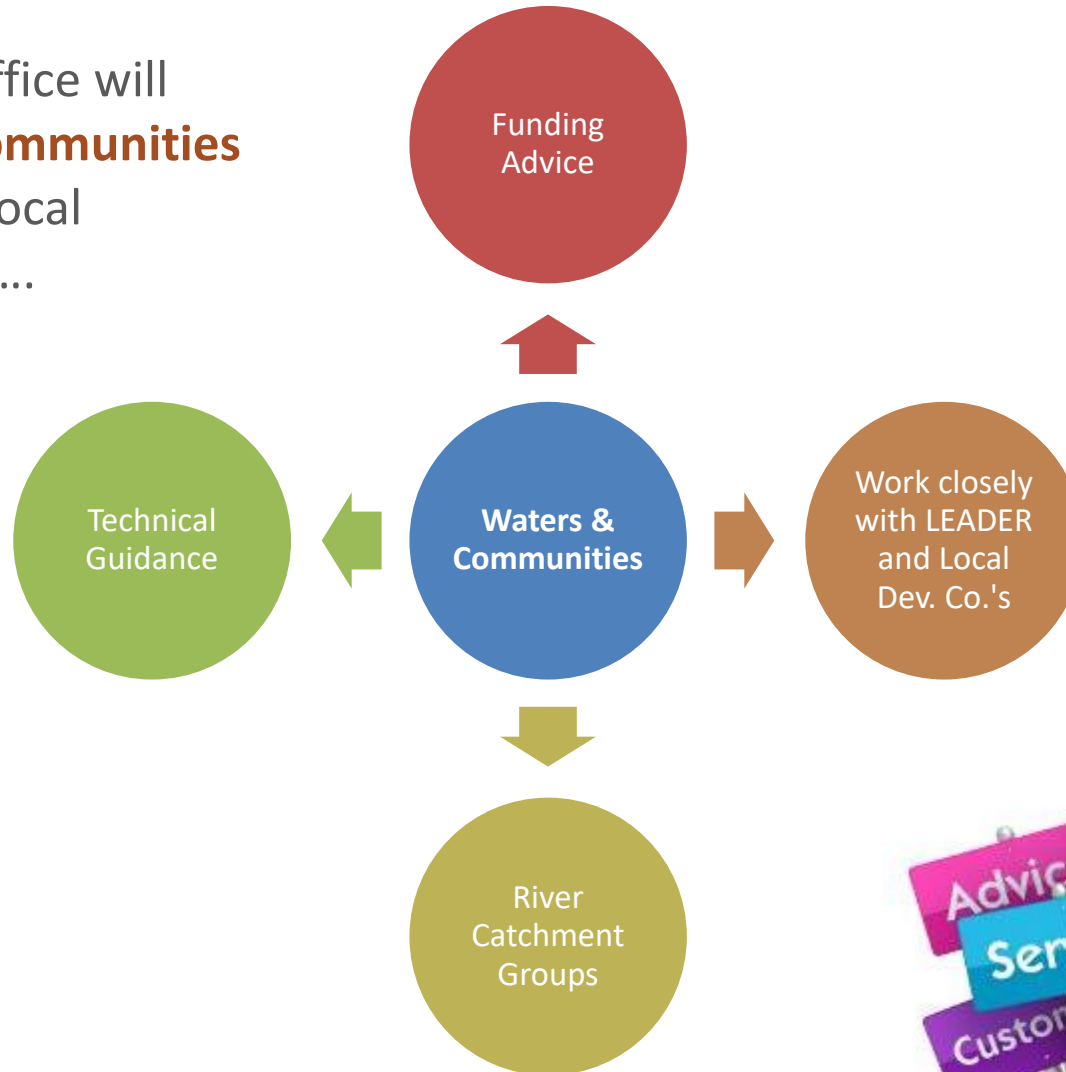 ffice will
ommunities
ocal
…
Funding
Advice
Technical
Guidance
Waters &
Communities
Work closely
with LEADER
and Local
Dev. Co.'s
River
Catchment
Groups
Advic
Ser
Custom